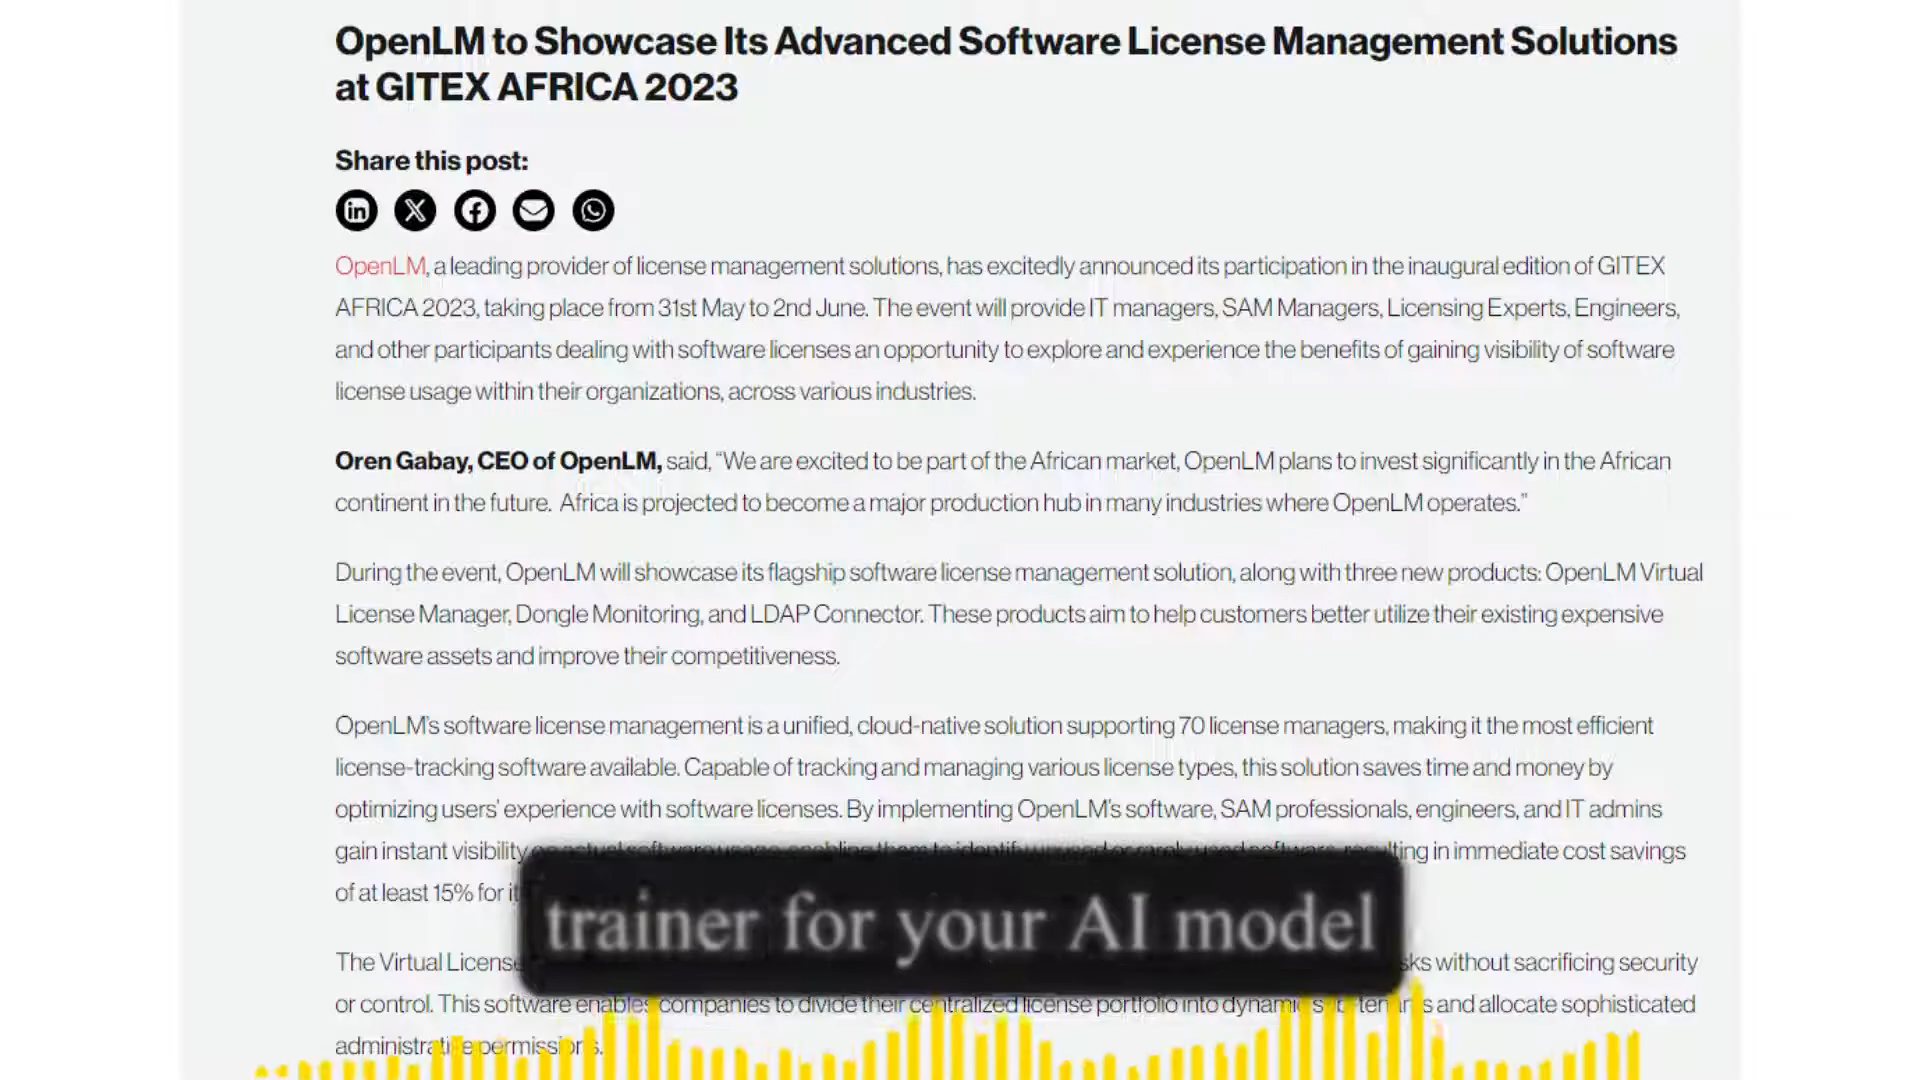 OpenLM to Showcase Its Advanced Software License Management Solutions
at GITEX AFRICA 2023
Share this post:
OpenLM, a leading provider of license management solutions, has excitedly announced its participation in the inaugural edition of GITEX
AFRICA 2023, taking place from 31st May to 2nd June. The event will provide IT managers, SAM Managers, Licensing Experts, Engineers,
and other participants dealing with software licenses an opportunity to explore and experience the benefits of gaining visibility of software
license usage within their organizations, across various industries.
Oren Gabay, CEO of OpenLM, said, “We are excited to be part of the African market, OpenLM plans to invest significantly in the African
continent in the future. Africa is projected to become a major production hub in many industries where OpenLM operates.”
During the event, OpenLM will showcase its flagship software license management solution, along with three new products: OpenLM Virtual
License Manager, Dongle Monitoring, and LDAP Connector. These products aim to help customers better utilize their existing expensive
software assets and improve their competitiveness.
OpenLM’s software license management is a unified, cloud-native solution supporting 70 license managers, making it the most efficient
license-tracking software available. Capable of tracking and managing various license types, this solution saves time and money by
optimizing users’ experience with software licenses. By implementing OpenLM’s software, SAM professionals, engineers, and IT admins
gain instant visibility in immediate cost savings
of at least 15% for
trainer for your AI model
The Virtual License without sacrificing security
or control. This software enables companies to divide their centralized license portfolio into dynamic and allocate sophisticated
administrative permissions.